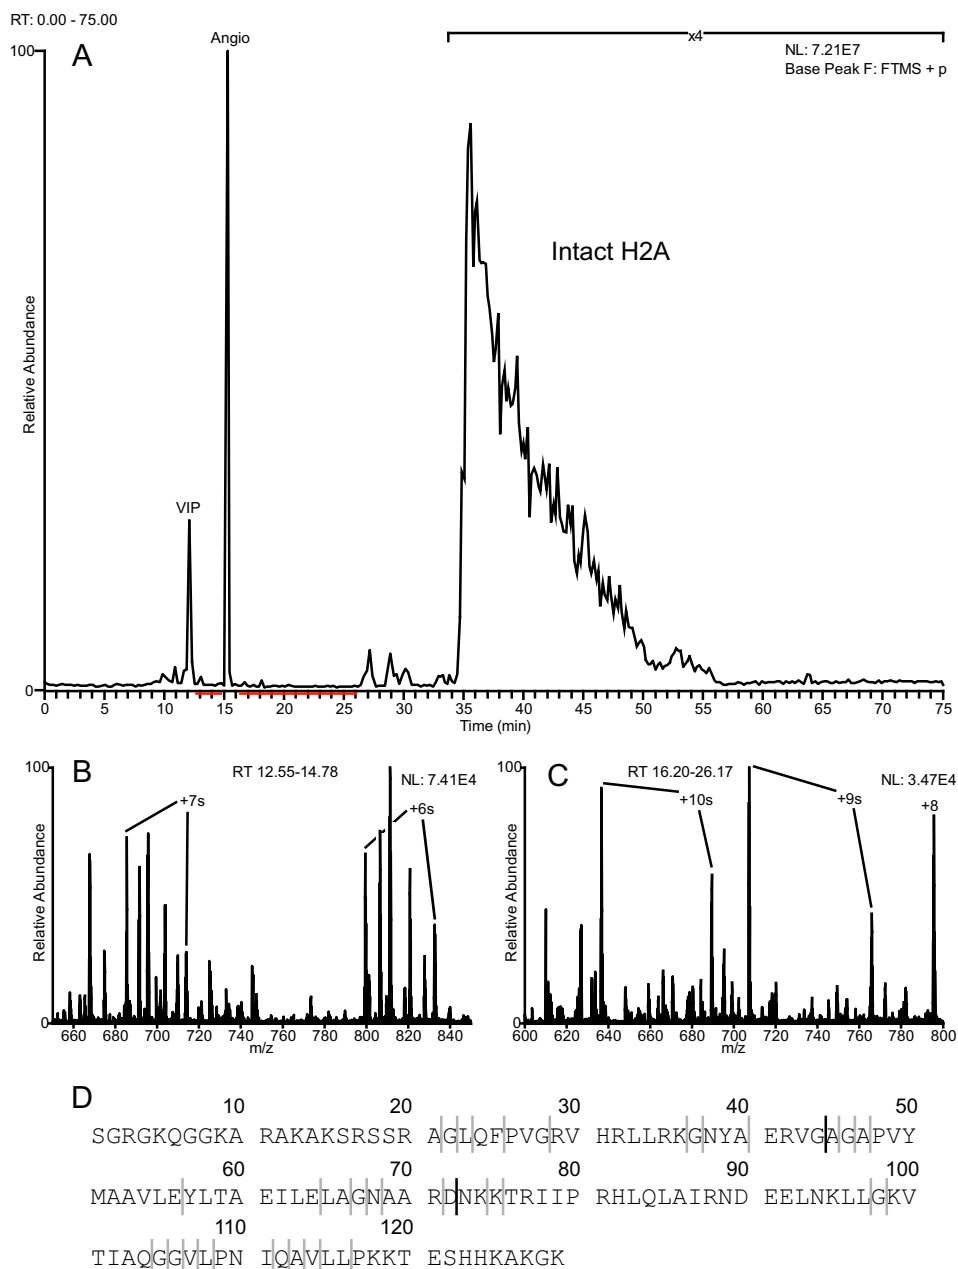 RT: 0.00 - 75.00
x4
Angio
100
A
NL: 7.21E7
Base Peak F: FTMS + p
Intact H2A
Relative Abundance
VIP
0
0 5 10 15 20 25 30 35 40 45 50 55 60 65 70 75
Time (min)
100
B
RT 12.55-14.78
NL: 7.41E4
+7s
+6s
Relative Abundance
0
660 680 700 720 740 760 780 800 820 840
m/z
100
C
RT 16.20-26.17
NL: 3.47E4
+10s
+9s
+8
Relative Abundance
0
600 620 640 660 680 700 720 740 760 780 800
m/z
D
10 20 30 40 50
SGRGKQGGKA RAKAKSRSSR AGLQFPVGRV HRLLRKGNYA ERVGAGAPVY
60 70 80 90 100
MAAVLEYLTA EILELAGNAA RDNKKTRIIP RHLQLAIRND EELNKLLGKV
110 120
TIAQGGVLPN IQAVLLPKKT ESHHKAKGK